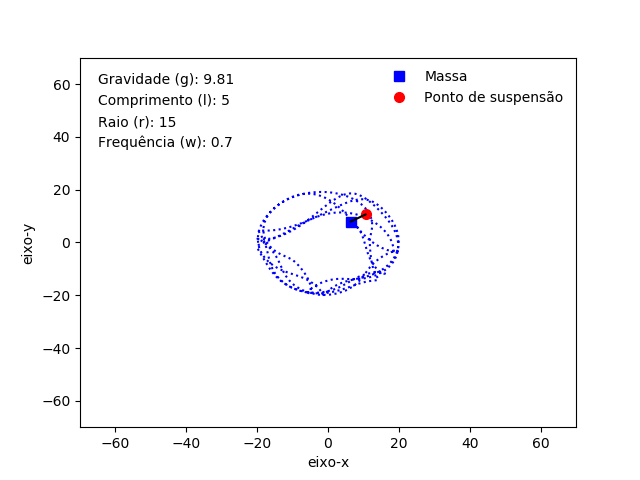 Gravidade (g): 9.81
Comprimento (l): 5
Raio (r): 15
Frequência (w): 0.7
Massa
Ponto de suspensão
eixo-y
60
40
20
0
−20
−40
−60
−60 −40 −20 0 20 40 60
eixo-x